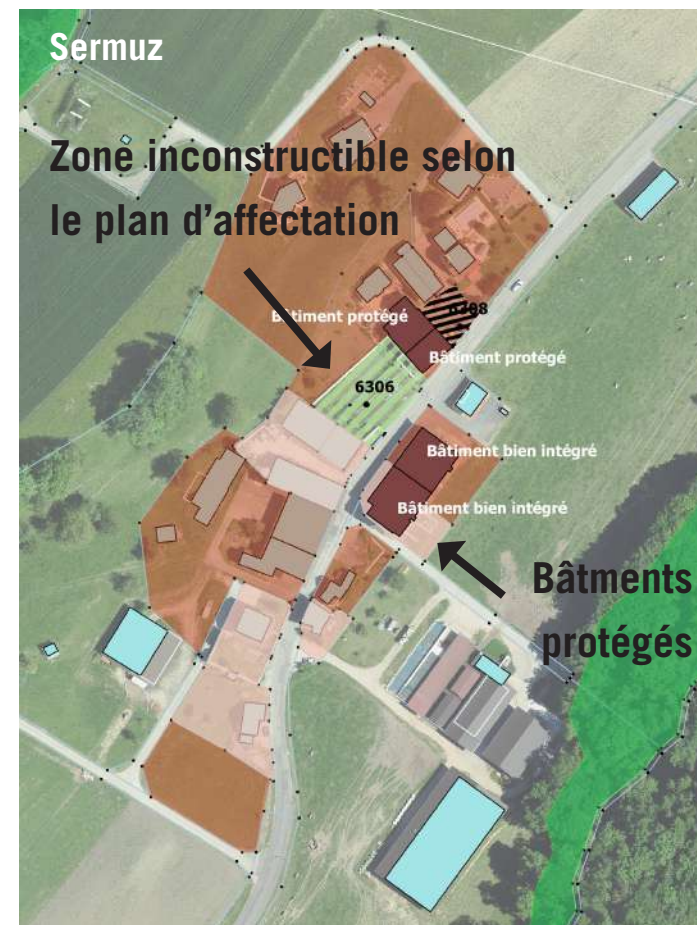 Sermuz
Zone inconstructible selon
le plan d’affectation
6308
Bâtiment protégé
Bâtiment protégé
6306
Bâtiment bien intégré
Bâtiment bien intégré
Bâtments
protégés